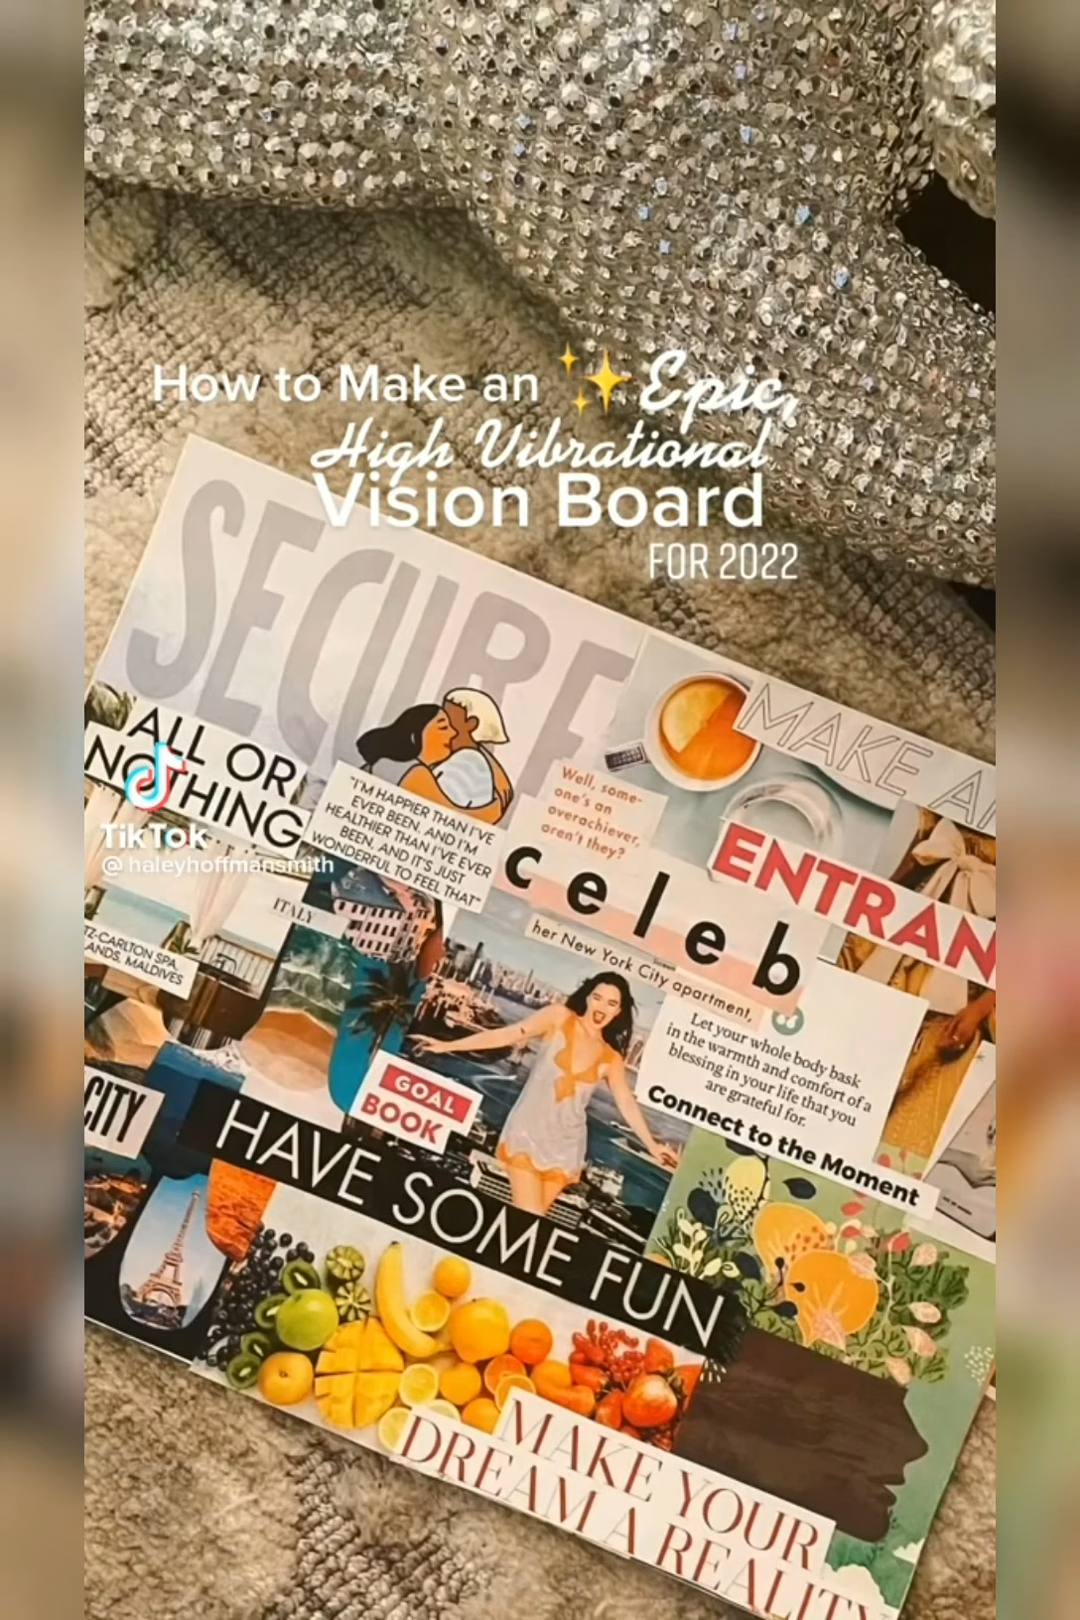 How to Make an ✨ Epic,
High Vibrational
Vision Board
FOR 2022
SECURE
MAKE A
ALL OR
NOTHING
TikTok
@haleyhoffmansmith
"I'M HAPPIER THAN I'VE
EVER BEEN. AND I'M
HEALTHIER THAN I'VE EVER
BEEN. AND IT'S JUST
WONDERFUL TO FEEL THAT"
Well, some-
one's an
overachiever,
aren't they?
ENTRAN
celeb
her New York City apartment,
ITALY
TZ-CARLTON SPA,
ANDS, MALDIVES
Let your whole body bask
in the warmth and comfort of a
blessing in your life that you
are grateful for.
Connect to the Moment
GOAL
BOOK
CITY
HAVE SOME FUN
MAKE YOUR
DREAM A REALITY